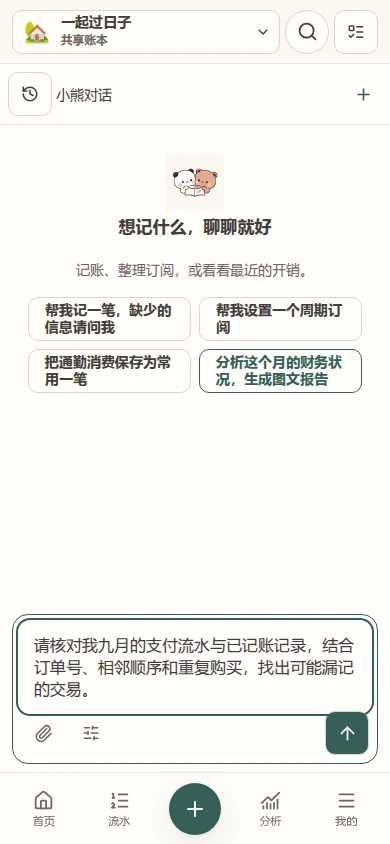 一起过日子
共享账本
小熊对话
想记什么，聊聊就好
记账、整理订阅，或看看最近的开销。
帮我记一笔，缺少的
信息请问我
帮我设置一个周期订
阅
把通勤消费保存为常
用一笔
分析这个月的财务状
况，生成图文报告
请核对我九月的支付流水与已记账记录，结合
订单号、相邻顺序和重复购买，找出可能漏记
的交易。
首页
流水
分析
我的